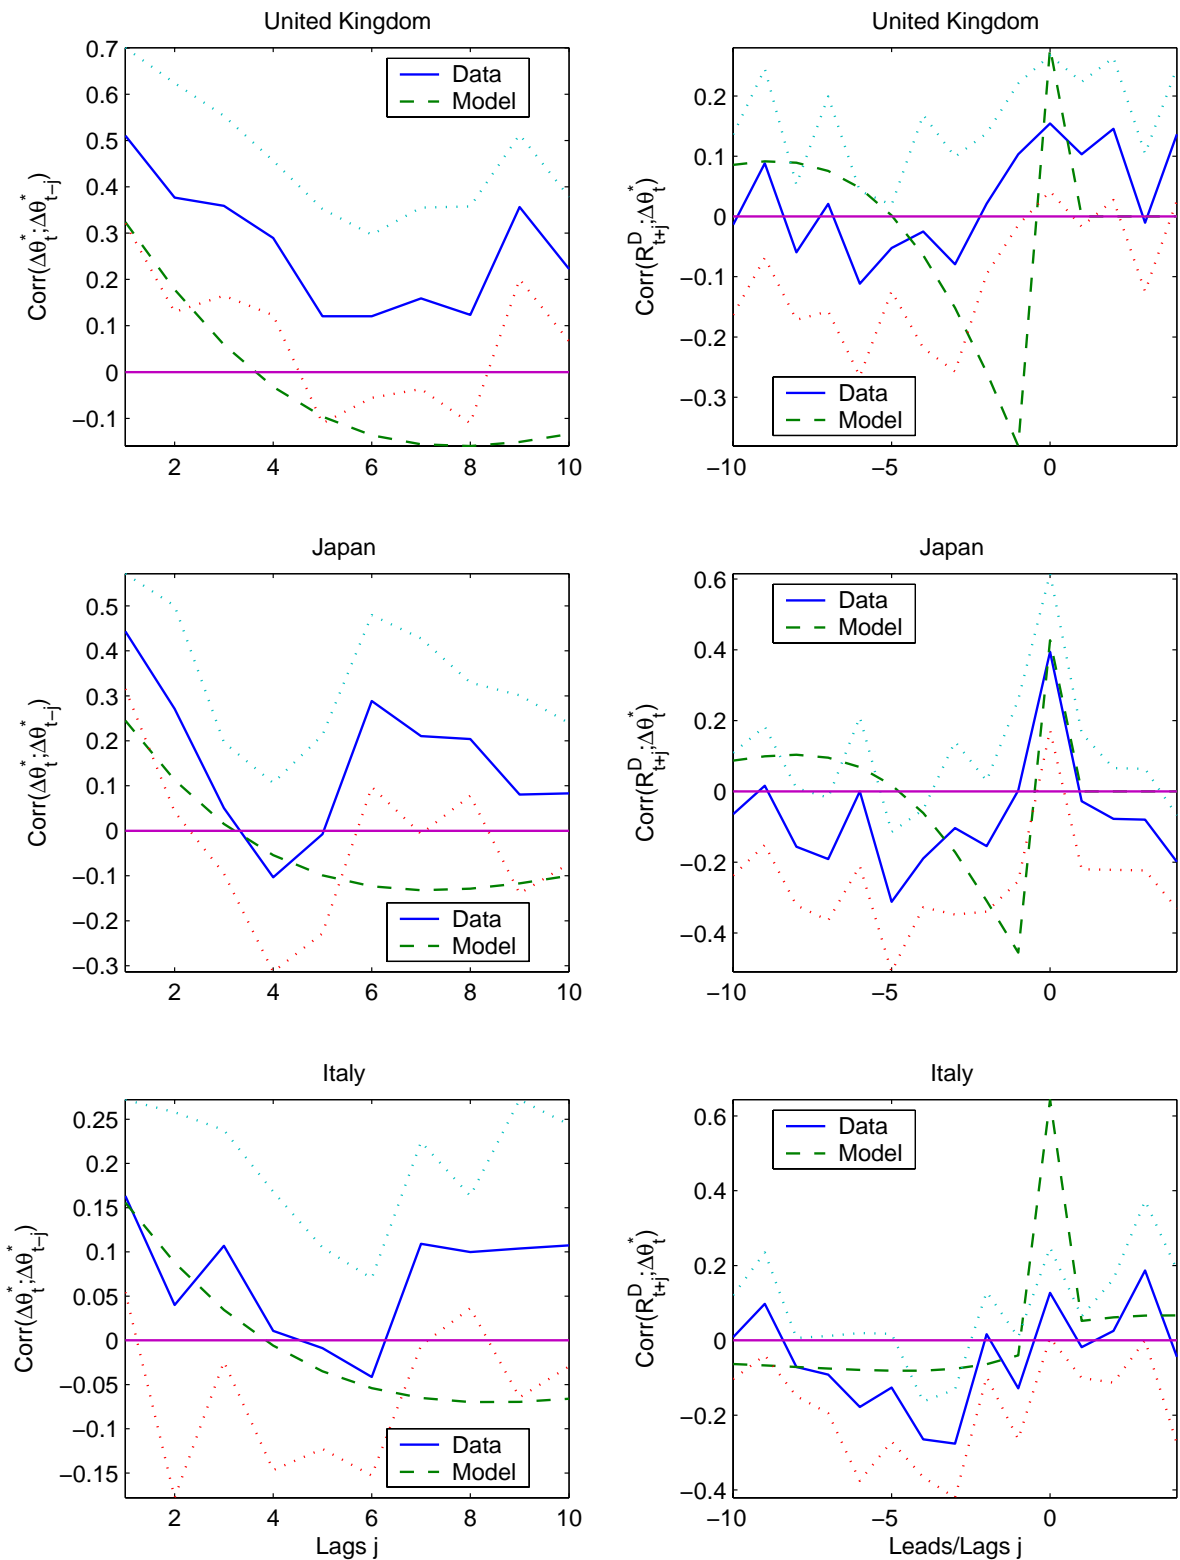 United Kingdom
0.7
0.6
0.5
0.4
0.3
0.2
0.1
0
−0.1
Corr(Δθ*t;Δθ*t−j)
Data
Model
2 4 6 8 10
United Kingdom
0.2
0.1
0
−0.1
−0.2
−0.3
Corr(R^D_t+j;Δθ*t)
Data
Model
−10 −5 0
Japan
0.5
0.4
0.3
0.2
0.1
0
−0.1
−0.2
−0.3
Corr(Δθ*t;Δθ*t−j)
Data
Model
2 4 6 8 10
Japan
0.6
0.4
0.2
0
−0.2
−0.4
Corr(R^D_t+j;Δθ*t)
Data
Model
−10 −5 0
Italy
0.25
0.2
0.15
0.1
0.05
0
−0.05
−0.1
−0.15
Corr(Δθ*t;Δθ*t−j)
Data
Model
2 4 6 8 10
Lags j
Italy
0.6
0.4
0.2
0
−0.2
−0.4
Corr(R^D_t+j;Δθ*t)
Data
Model
−10 −5 0
Leads/Lags j